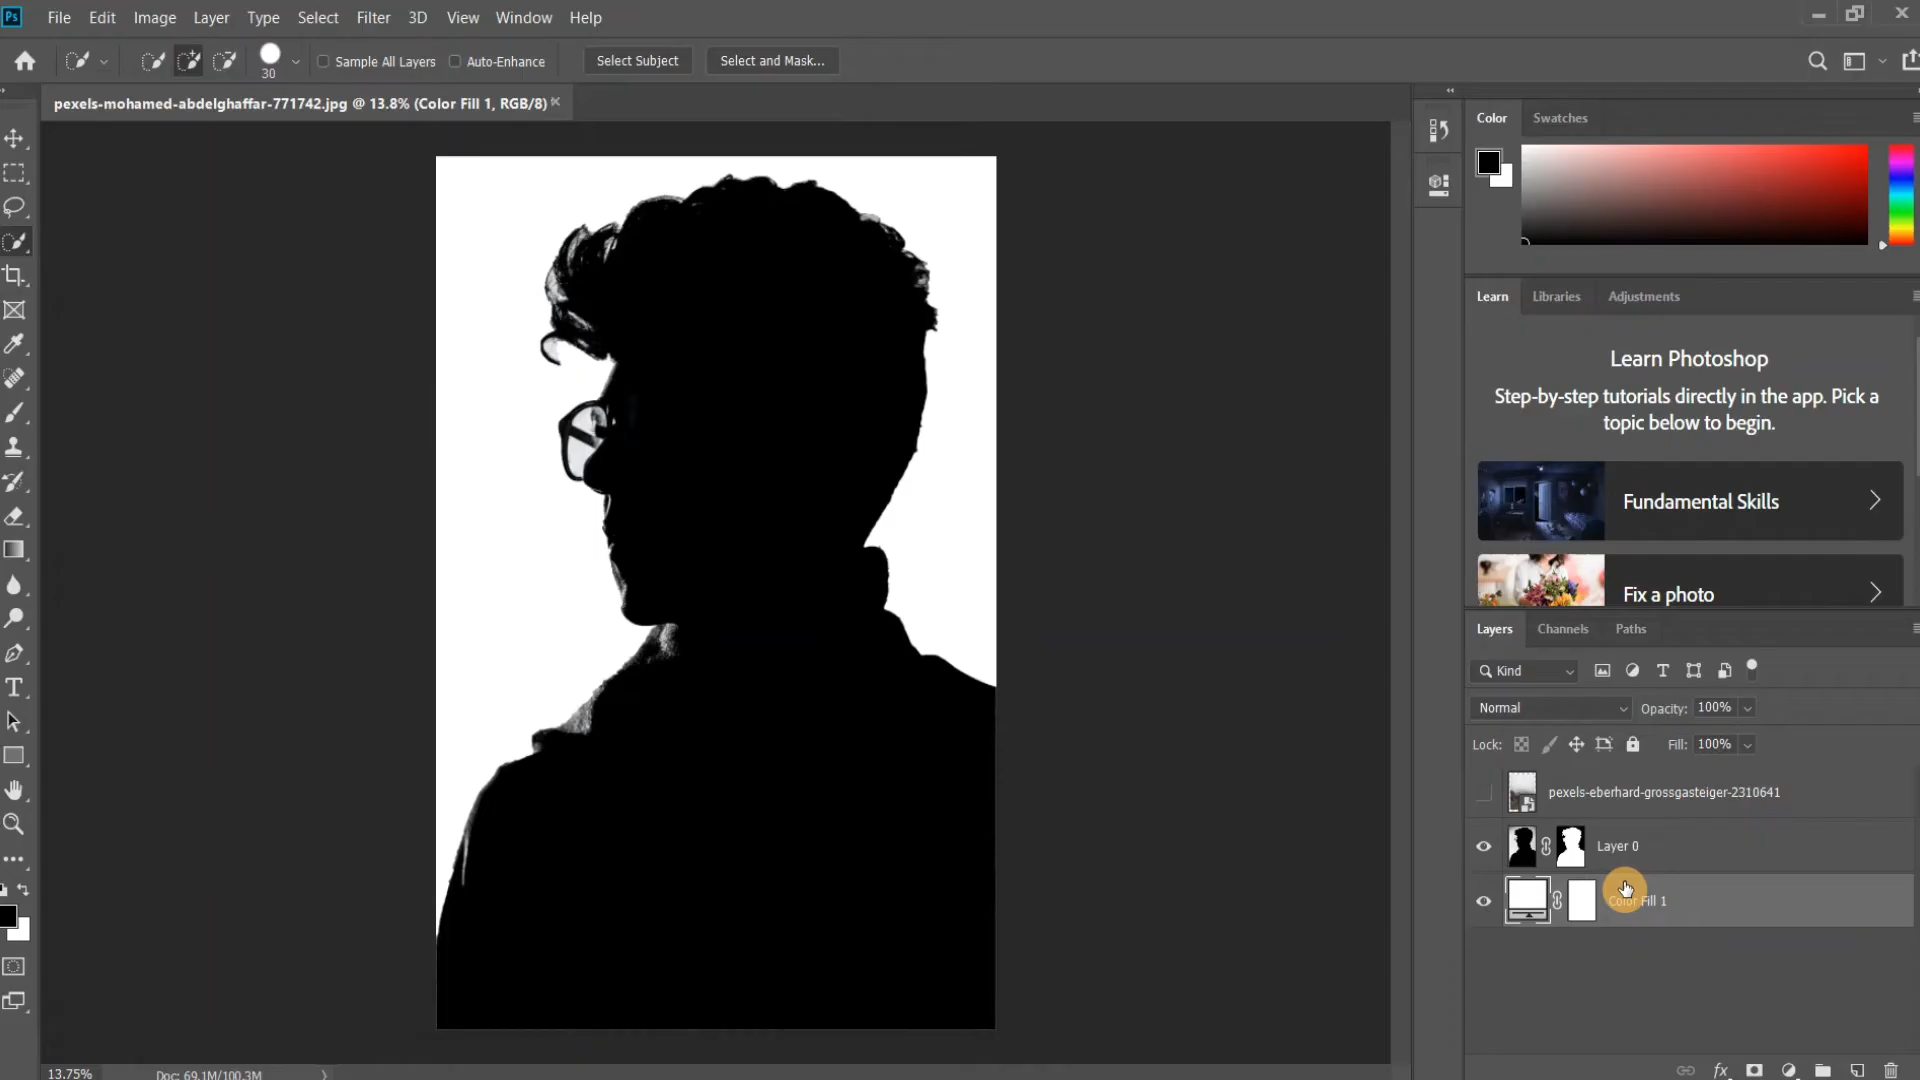 Ps File Edit Image Layer Type Select Filter 3D View Window Help
30 Sample All Layers Auto-Enhance Select Subject Select and Mask...
pexels-mohamed-abdelghaffar-771742.jpg @ 13.8% (Color Fill 1, RGB/8)
Color Swatches
Learn Libraries Adjustments
Learn Photoshop
Step-by-step tutorials directly in the app. Pick a
topic below to begin.
Fundamental Skills
Fix a photo
Layers Channels Paths
Kind
Normal Opacity: 100%
Lock: Fill: 100%
pexels-eberhard-grossgasteiger-2310641
Layer 0
Color Fill 1
13.75% Doc: 69.1M/100.3M
fx